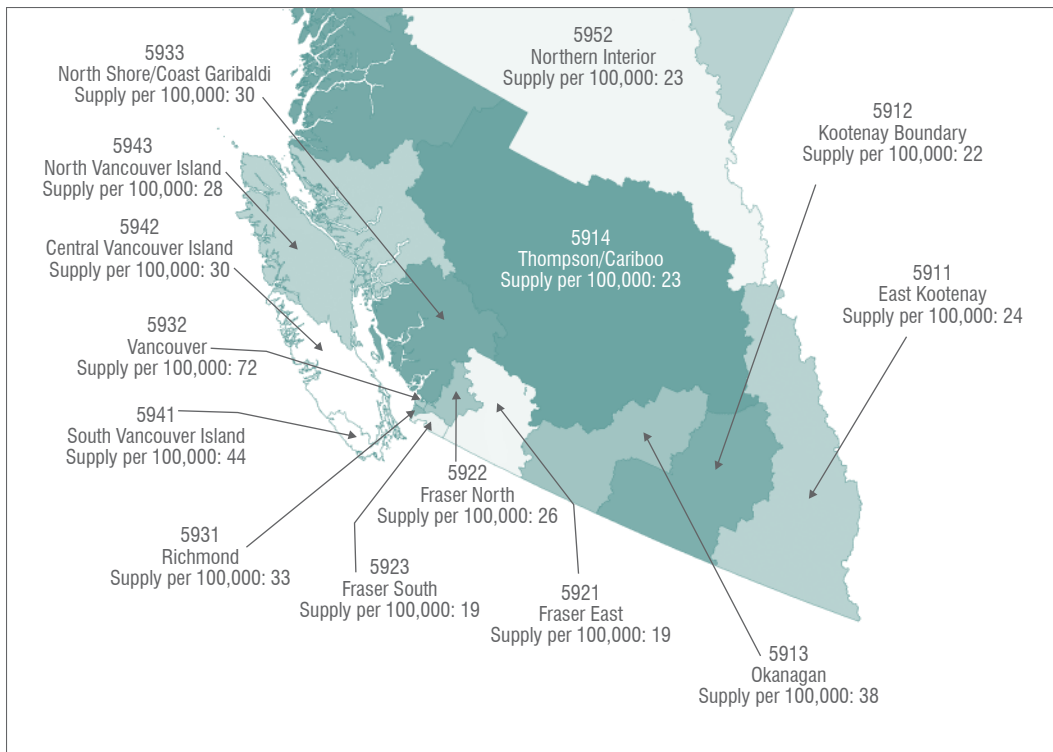 5933
North Shore/Coast Garibaldi
Supply per 100,000: 30
5952
Northern Interior
Supply per 100,000: 23
5912
Kootenay Boundary
Supply per 100,000: 22
5943
North Vancouver Island
Supply per 100,000: 28
5942
Central Vancouver Island
Supply per 100,000: 30
5914
Thompson/Cariboo
Supply per 100,000: 23
5911
East Kootenay
Supply per 100,000: 24
5932
Vancouver
Supply per 100,000: 72
5941
South Vancouver Island
Supply per 100,000: 44
5922
Fraser North
Supply per 100,000: 26
5931
Richmond
Supply per 100,000: 33
5923
Fraser South
Supply per 100,000: 19
5921
Fraser East
Supply per 100,000: 19
5913
Okanagan
Supply per 100,000: 38